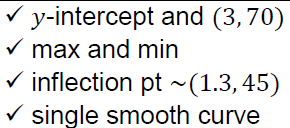 ✓ y-intercept and (3, 70)
✓ max and min
✓ inflection pt ~(1.3, 45)
✓ single smooth curve